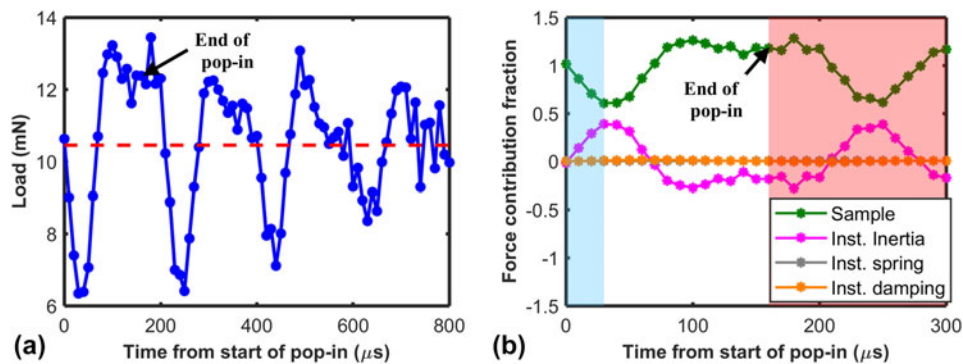 14
12
10
8
6
Load (mN)
End of
pop-in
0
200
400
600
800
(a)
Time from start of pop-in (μs)
1.5
1
0.5
0
-0.5
-1
-1.5
Force contribution fraction
End of
pop-in
Sample
Inst. Inertia
Inst. spring
Inst. damping
0
100
200
300
(b)
Time from start of pop-in (μs)